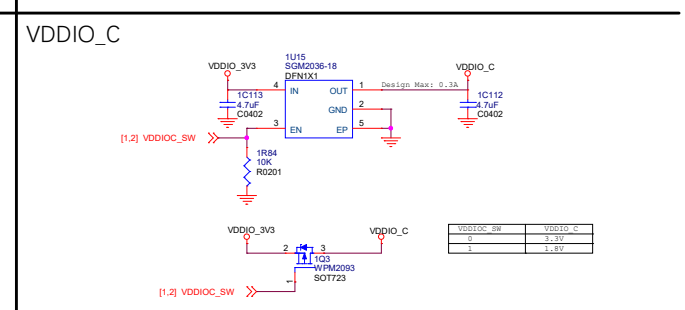 VDDIO_C
1U15
SGM2036-18
DFN1X1
VDDIO_3V3
VDDIO_C
4 IN OUT 1 Design Max: 0.3A
1C113
4.7uF
C0402
GND 2
1C112
4.7uF
C0402
3 EN EP 5
[1,2] VDDIOC_SW
1R84
10K
R0201
VDDIO_3V3
VDDIO_C
2 3
1Q3
WPM2093
SOT723
1
[1,2] VDDIOC_SW
VDDIOC_SW VDDIO_C
0 3.3V
1 1.8V